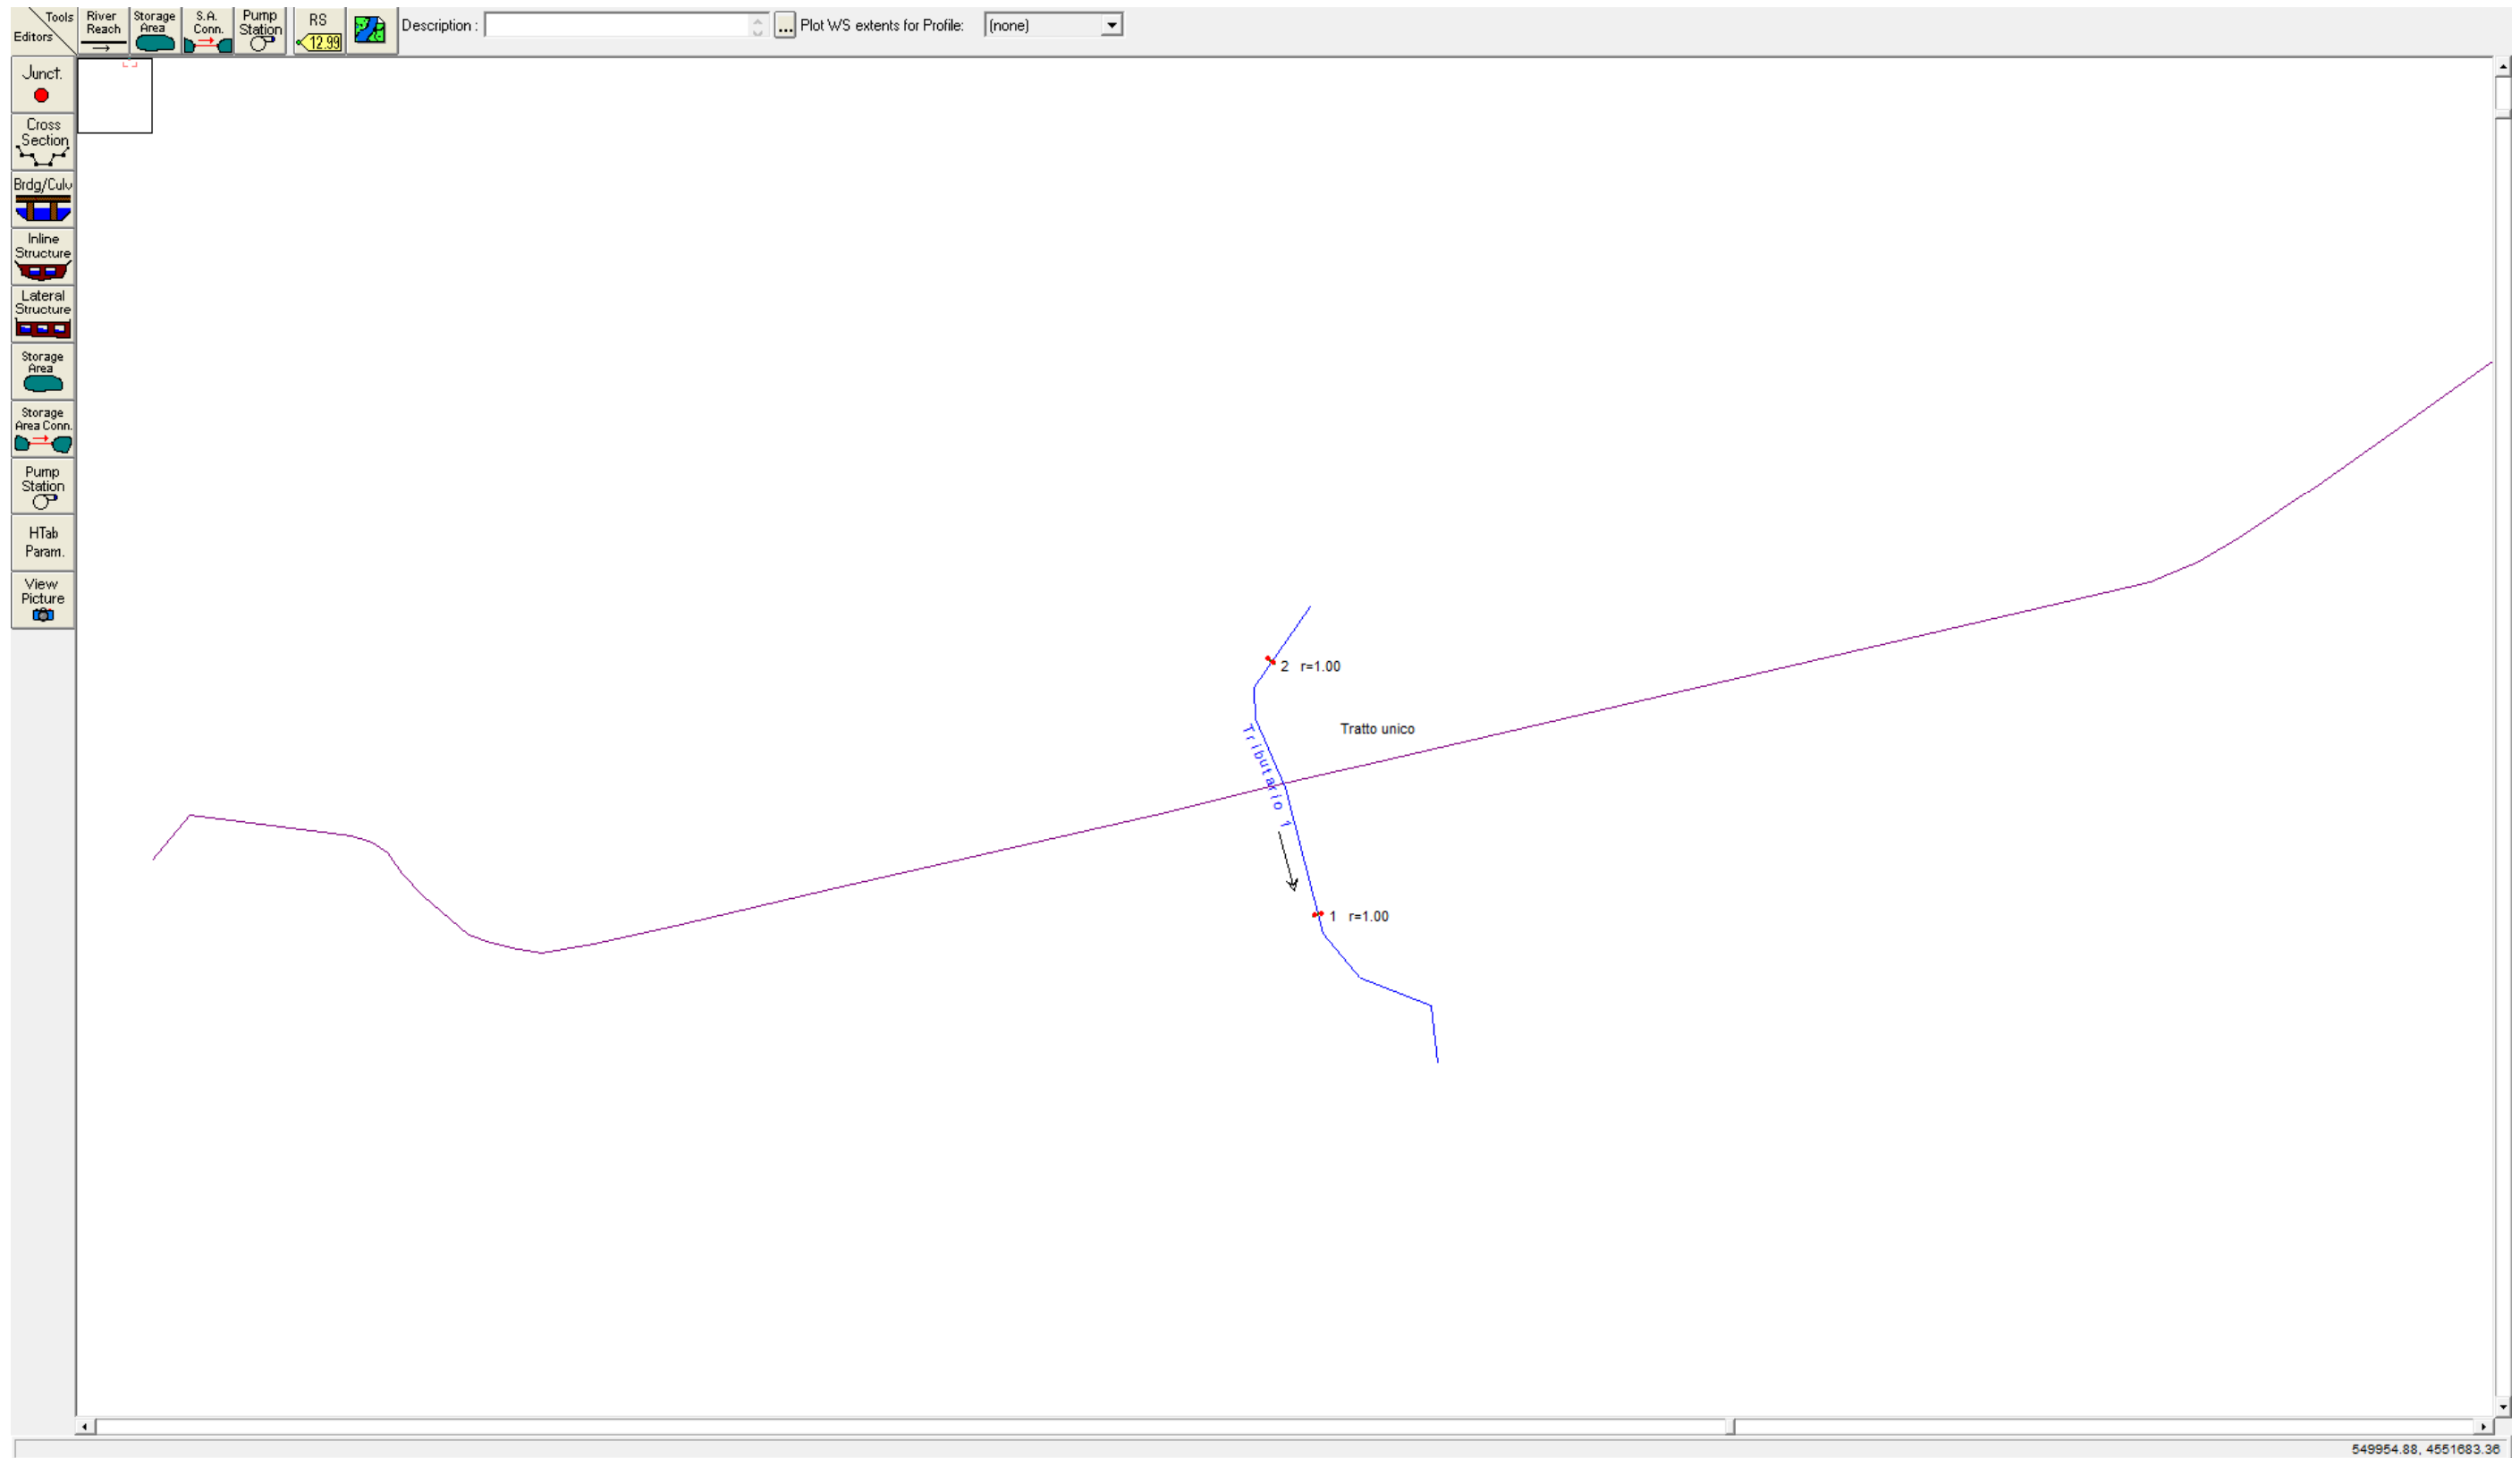 Tools
Editors
River
Reach
Storage
Area
S.A.
Conn.
Pump
Station
RS
12.99
Description :
...
Plot WS extents for Profile:
(none)
Junct.
Cross
Section
Brdg/Culv
Inline
Structure
Lateral
Structure
Storage
Area
Storage
Area Conn.
Pump
Station
HTab
Param.
View
Picture
2 r=1.00
Tratto unico
Tributario 1
1 r=1.00
549954.88, 4551683.36